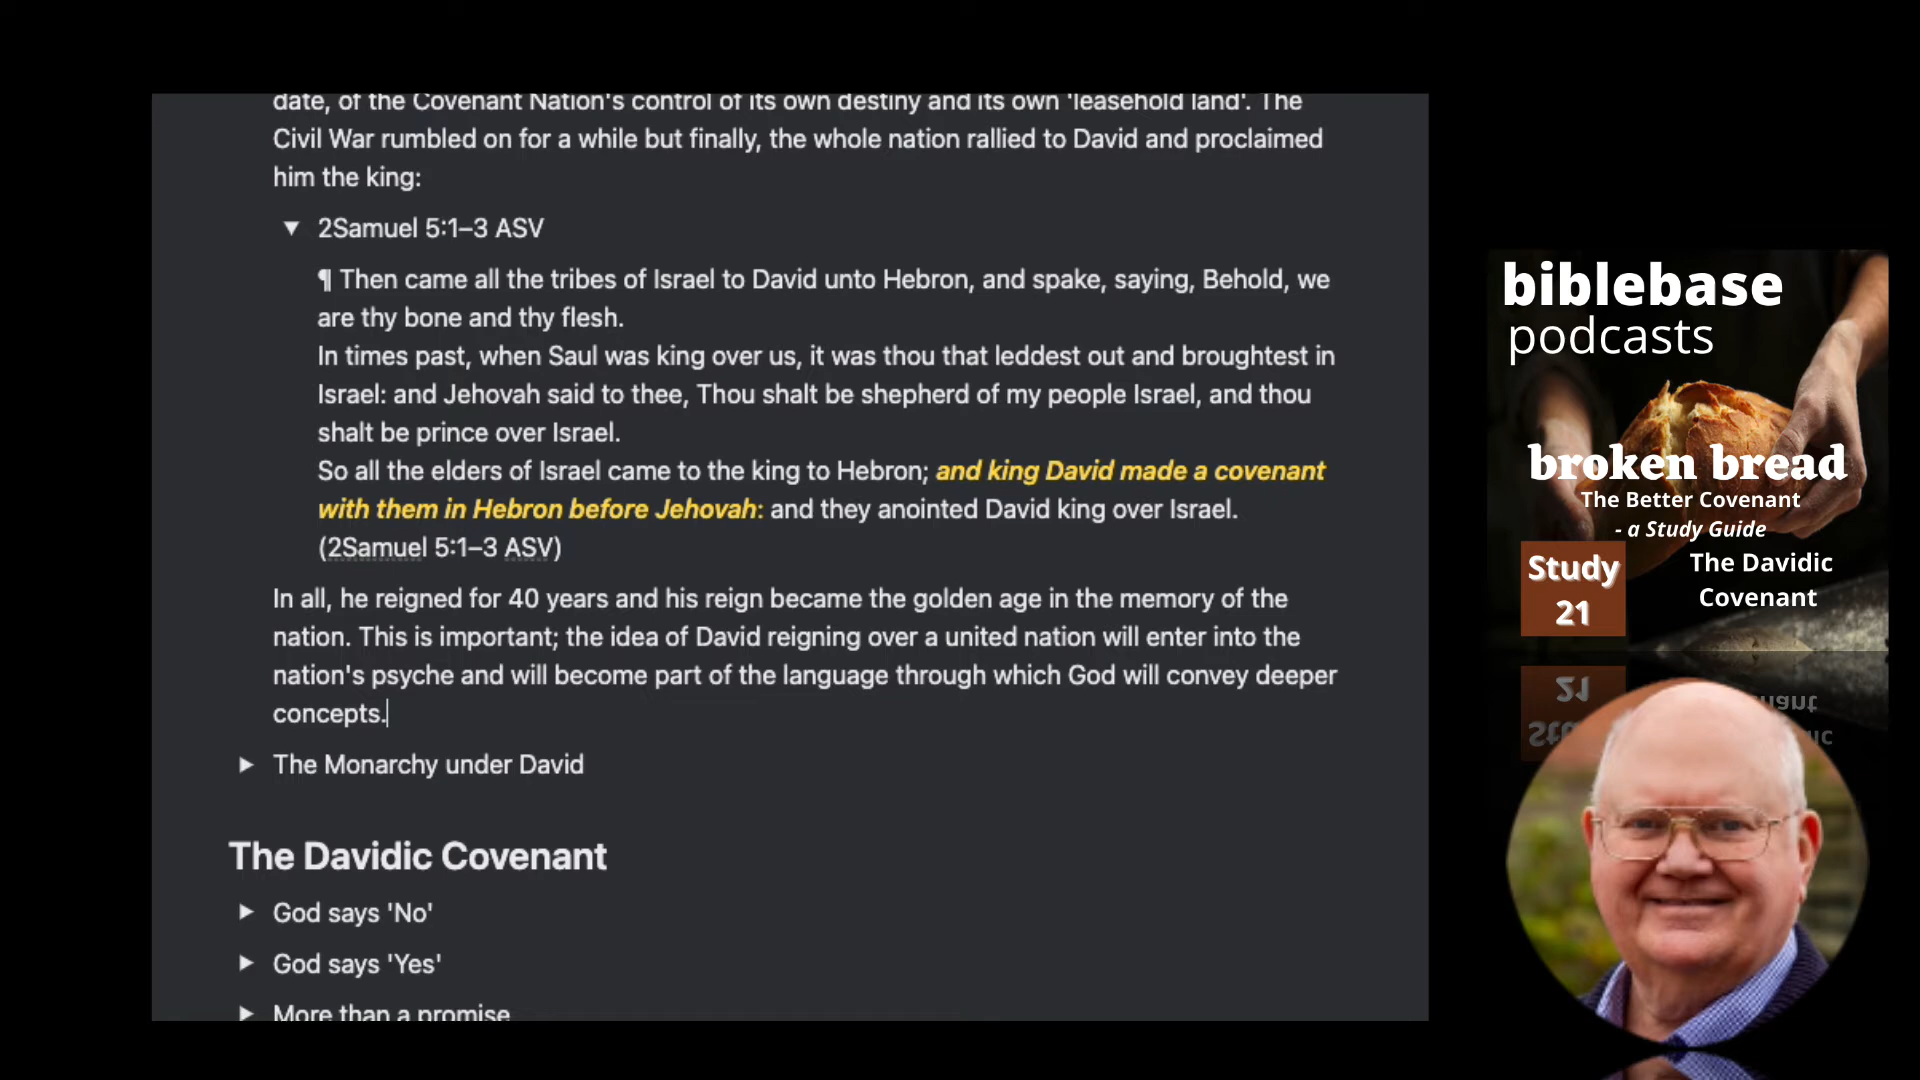 date, of the Covenant Nation's control of its own destiny and its own 'leasehold land'. The
Civil War rumbled on for a while but finally, the whole nation rallied to David and proclaimed
him the king:
▼ 2Samuel 5:1–3 ASV
¶ Then came all the tribes of Israel to David unto Hebron, and spake, saying, Behold, we
are thy bone and thy flesh.
In times past, when Saul was king over us, it was thou that leddest out and broughtest in
Israel: and Jehovah said to thee, Thou shalt be shepherd of my people Israel, and thou
shalt be prince over Israel.
So all the elders of Israel came to the king to Hebron; and king David made a covenant
with them in Hebron before Jehovah: and they anointed David king over Israel.
(2Samuel 5:1–3 ASV)
In all, he reigned for 40 years and his reign became the golden age in the memory of the
nation. This is important; the idea of David reigning over a united nation will enter into the
nation's psyche and will become part of the language through which God will convey deeper
concepts.
▶ The Monarchy under David
The Davidic Covenant
▶ God says 'No'
▶ God says 'Yes'
▶ More than a promise
biblebase
podcasts
broken bread
The Better Covenant
- a Study Guide
Study
21
The Davidic
Covenant